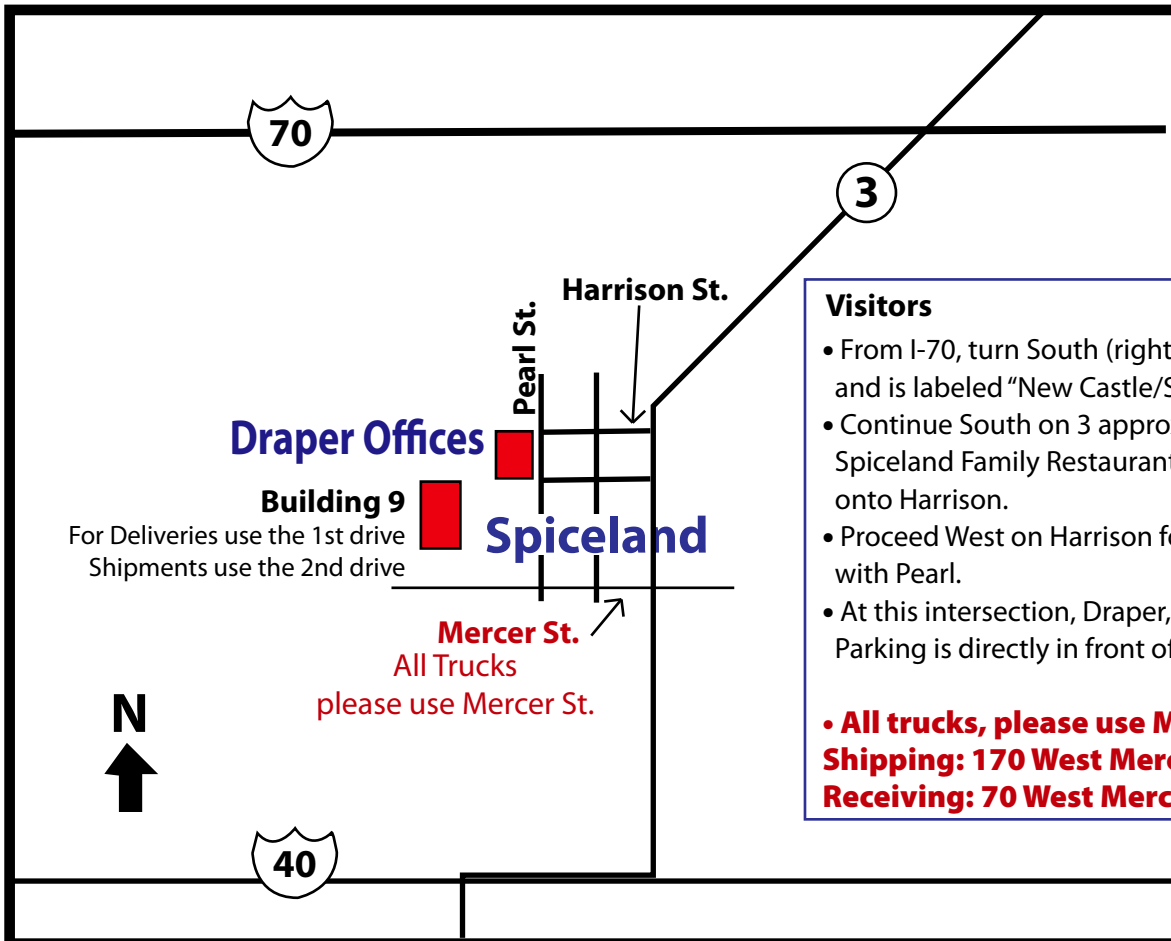 70
3
Harrison St.
Pearl St.
Draper Offices
Building 9
For Deliveries use the 1st drive
Shipments use the 2nd drive
Spiceland
Mercer St.
All Trucks
please use Mercer St.
N
40
Visitors
• From I-70, turn South (right
and is labeled “New Castle/S
• Continue South on 3 appro
Spiceland Family Restaurant
onto Harrison.
• Proceed West on Harrison fo
with Pearl.
• At this intersection, Draper,
Parking is directly in front of
• All trucks, please use M
Shipping: 170 West Merc
Receiving: 70 West Merc